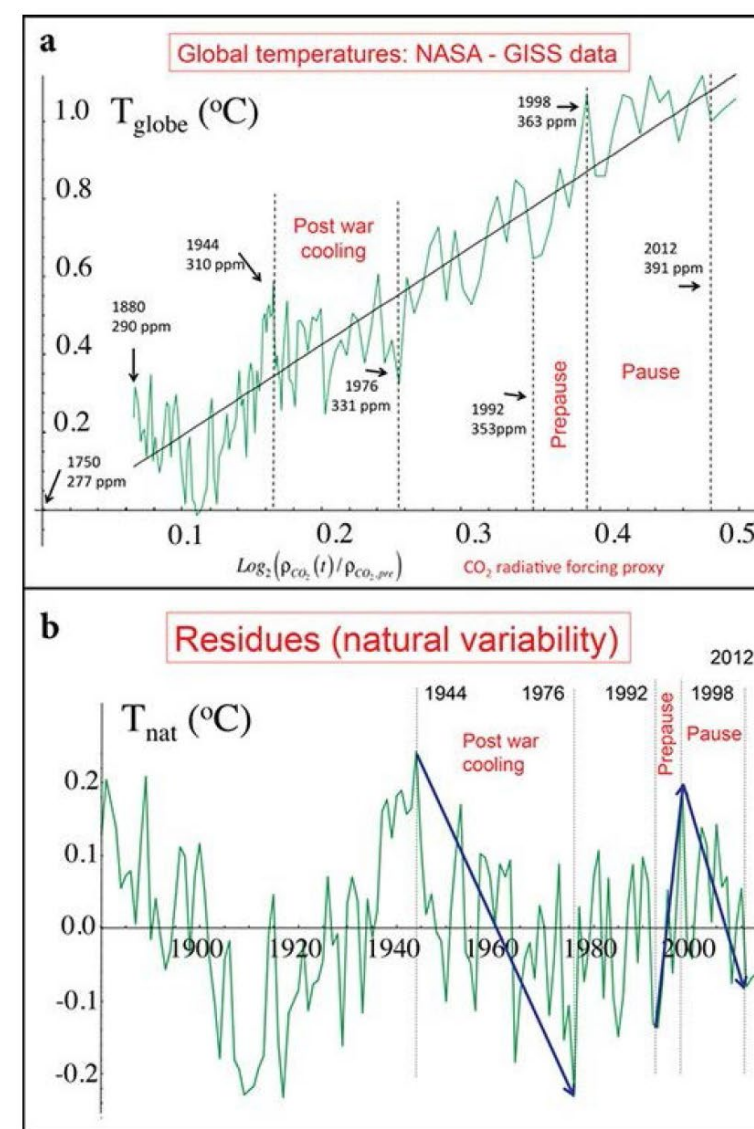 a
Global temperatures: NASA - GISS data
T_globe (°C)
1.0
0.8
0.6
0.4
0.2
1998
363 ppm
Post war
cooling
1944
310 ppm
2012
391 ppm
1880
290 ppm
1976
331 ppm
1992
353ppm
Prepause
Pause
1750
277 ppm
0.1
0.2
0.3
0.4
0.5
Log₂(ρ_CO₂(t)/ρ_CO₂,pre)
CO₂ radiative forcing proxy
b
Residues (natural variability)
2012
T_nat (°C)
1944
1976
1992
1998
Post war
cooling
Prepause
Pause
0.2
0.1
0.0
-0.1
-0.2
1900
1920
1940
1960
1980
2000